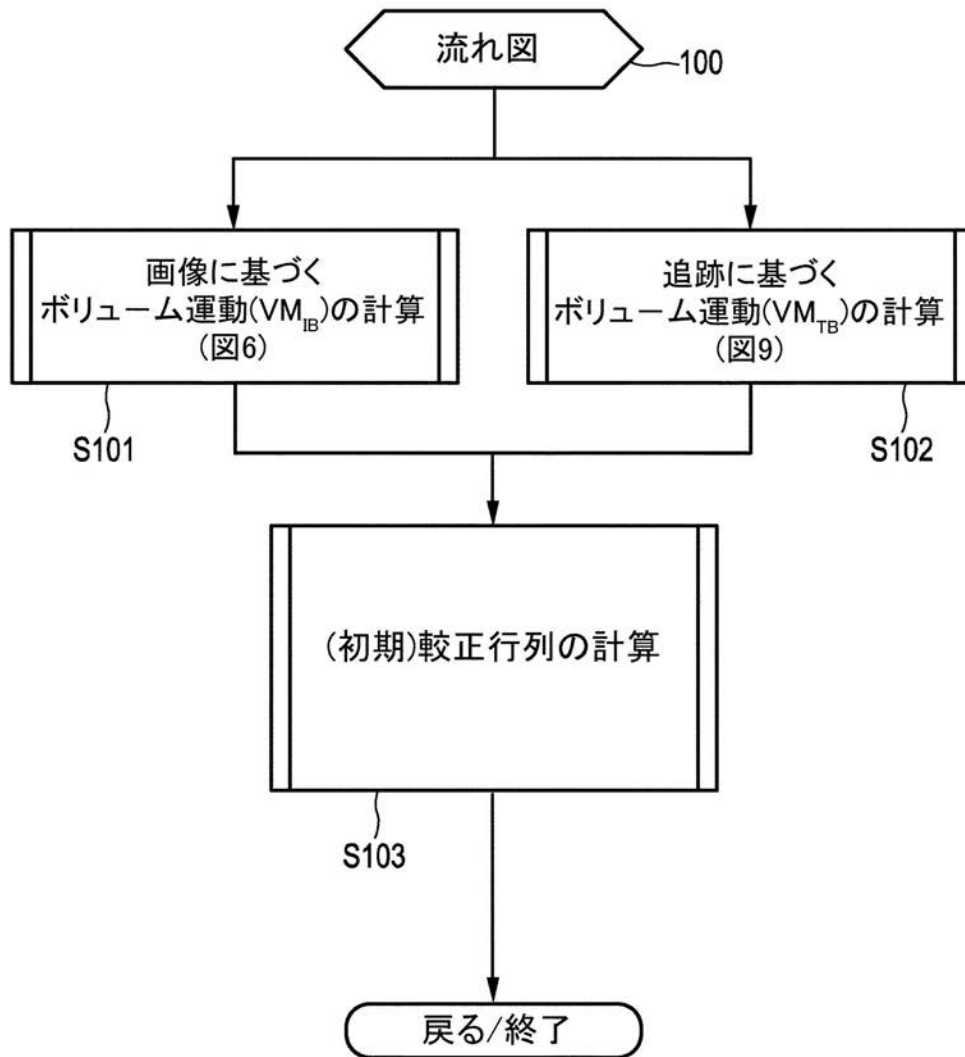 流れ図
100
画像に基づく
ボリューム運動(VM_IB)の計算
(図6)
追跡に基づく
ボリューム運動(VM_TB)の計算
(図9)
S101
S102
(初期)較正行列の計算
S103
戻る/終了